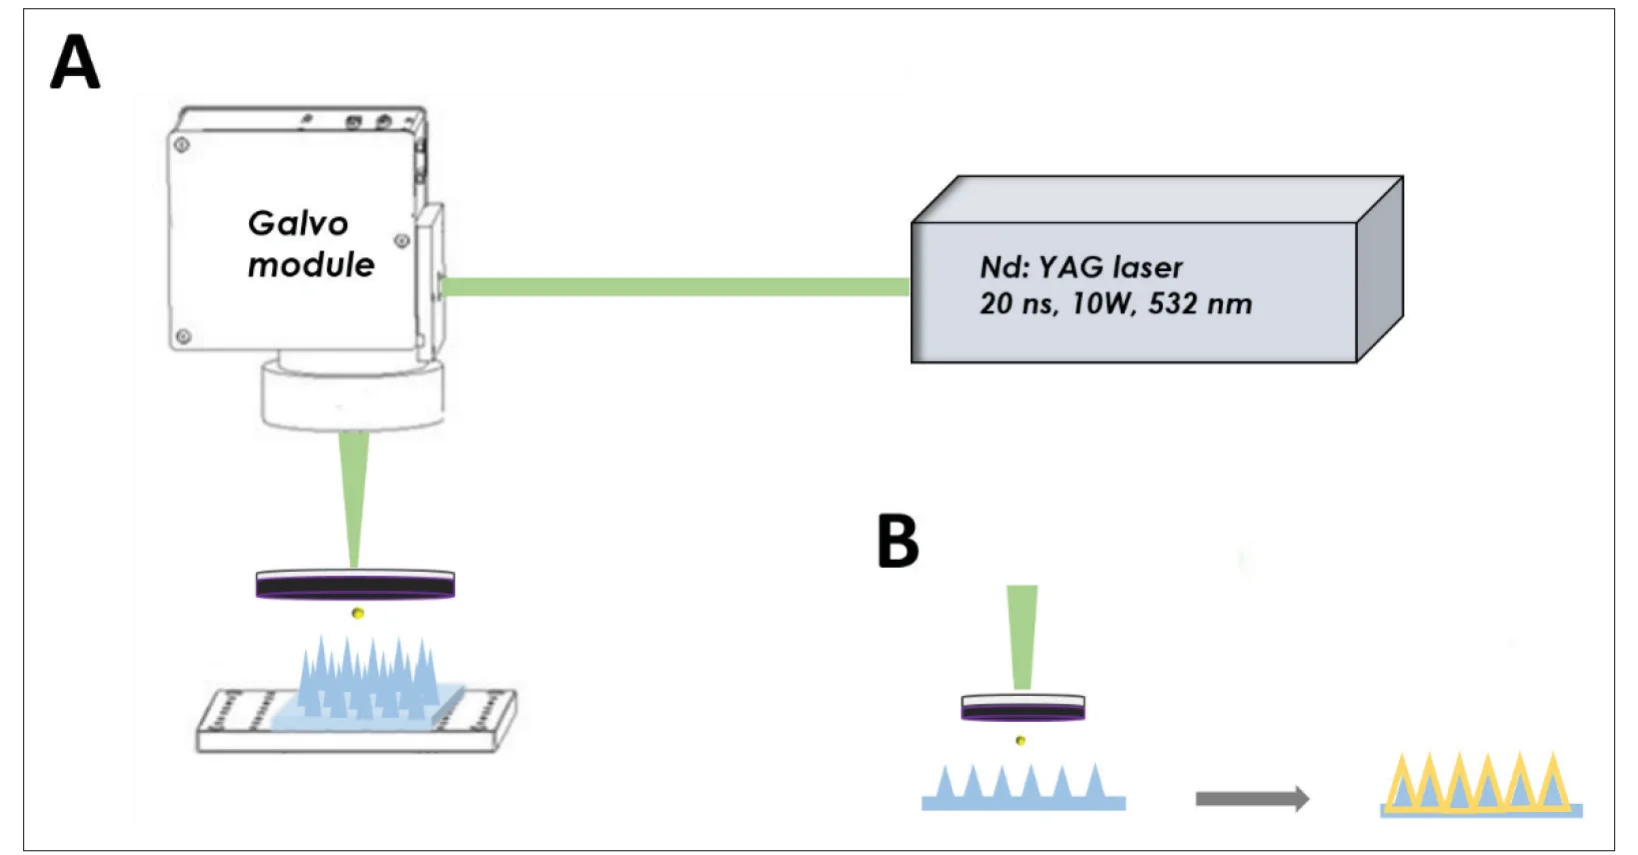 A
Galvo
module
Nd: YAG laser
20 ns, 10W, 532 nm
B